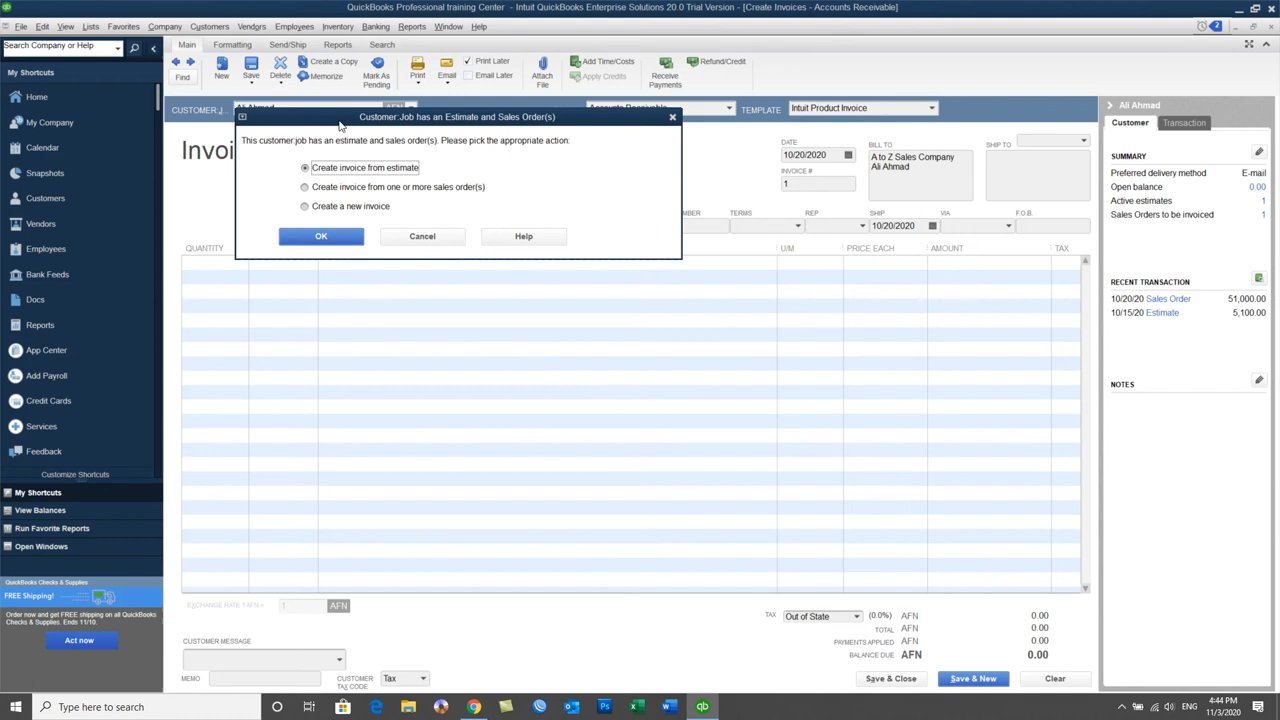 QuickBooks Professional training Center - Intuit QuickBooks Enterprise Solutions 20.0 Trial Version - [Create Invoices - Accounts Receivable]
File Edit View Lists Favorites Company Customers Vendors Employees Inventory Banking Reports Window Help
2
Search Company or Help
Main Formatting Send/Ship Reports Search
Find
New
Save
Delete
Create a Copy
Memorize
Mark As
Pending
Print
Email
Print Later
Email Later
Attach
File
Add Time/Costs
Apply Credits
Receive
Payments
Refund/Credit
My Shortcuts
Home
My Company
Calendar
Snapshots
Customers
Vendors
Employees
Bank Feeds
Docs
Reports
App Center
Add Payroll
Credit Cards
Services
Feedback
Customize Shortcuts
My Shortcuts
View Balances
Run Favorite Reports
Open Windows
QuickBooks Checks & Supplies
FREE Shipping!
Order now and get FREE shipping on all QuickBooks
Checks & Supplies. Ends 11/10.
Act now
CUSTOMER:J
TEMPLATE Intuit Product Invoice
Customer:Job has an Estimate and Sales Order(s)
This customer:job has an estimate and sales order(s). Please pick the appropriate action:
Create invoice from estimate
Create invoice from one or more sales order(s)
Create a new invoice
OK Cancel Help
Invoi
DATE
10/20/2020
INVOICE #
1
BILL TO
A to Z Sales Company
Ali Ahmad
SHIP TO
MBER TERMS REP SHIP VIA F.O.B.
10/20/2020
QUANTITY U/M PRICE EACH AMOUNT TAX
EXCHANGE RATE 1 AFN = 1 AFN
TAX Out of State (0.0%) AFN 0.00
TOTAL AFN 0.00
PAYMENTS APPLIED AFN 0.00
BALANCE DUE AFN 0.00
CUSTOMER MESSAGE
MEMO
CUSTOMER
TAX CODE
Tax
Save & Close Save & New Clear
Ali Ahmad
Customer Transaction
SUMMARY
Preferred delivery method E-mail
Open balance 0.00
Active estimates 1
Sales Orders to be invoiced 1
RECENT TRANSACTION
10/20/20 Sales Order 51,000.00
10/15/20 Estimate 5,100.00
NOTES
Type here to search
ENG
4:44 PM
11/3/2020